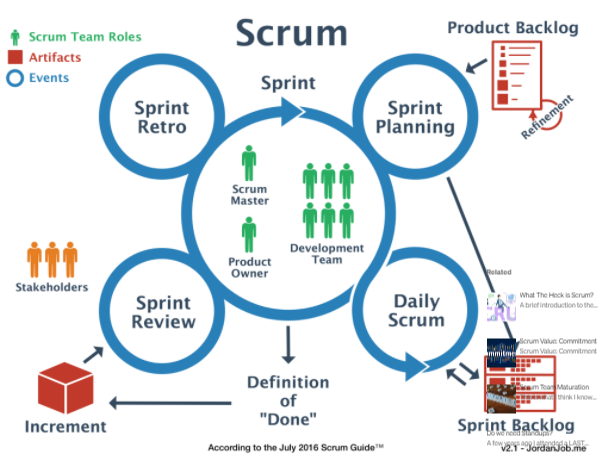 Scrum
Product Backlog
Scrum Team Roles
Artifacts
Events
Sprint
Sprint
Retro
Sprint
Planning
Refinement
Scrum
Master
Product
Owner
Development
Team
Stakeholders
Sprint
Review
Daily
Scrum
Related
What The Heck is Scrum?
A brief introduction to the...
Scrum Value: Commitment
Scrum Value: Commitment
Scrum Team Maturation
think I know...
Definition
of
"Done"
Increment
Sprint Backlog
Do we need Standups?
A few years ago I attended a LAST...
According to the July 2016 Scrum Guide™
v2.1 - JordanJob.me